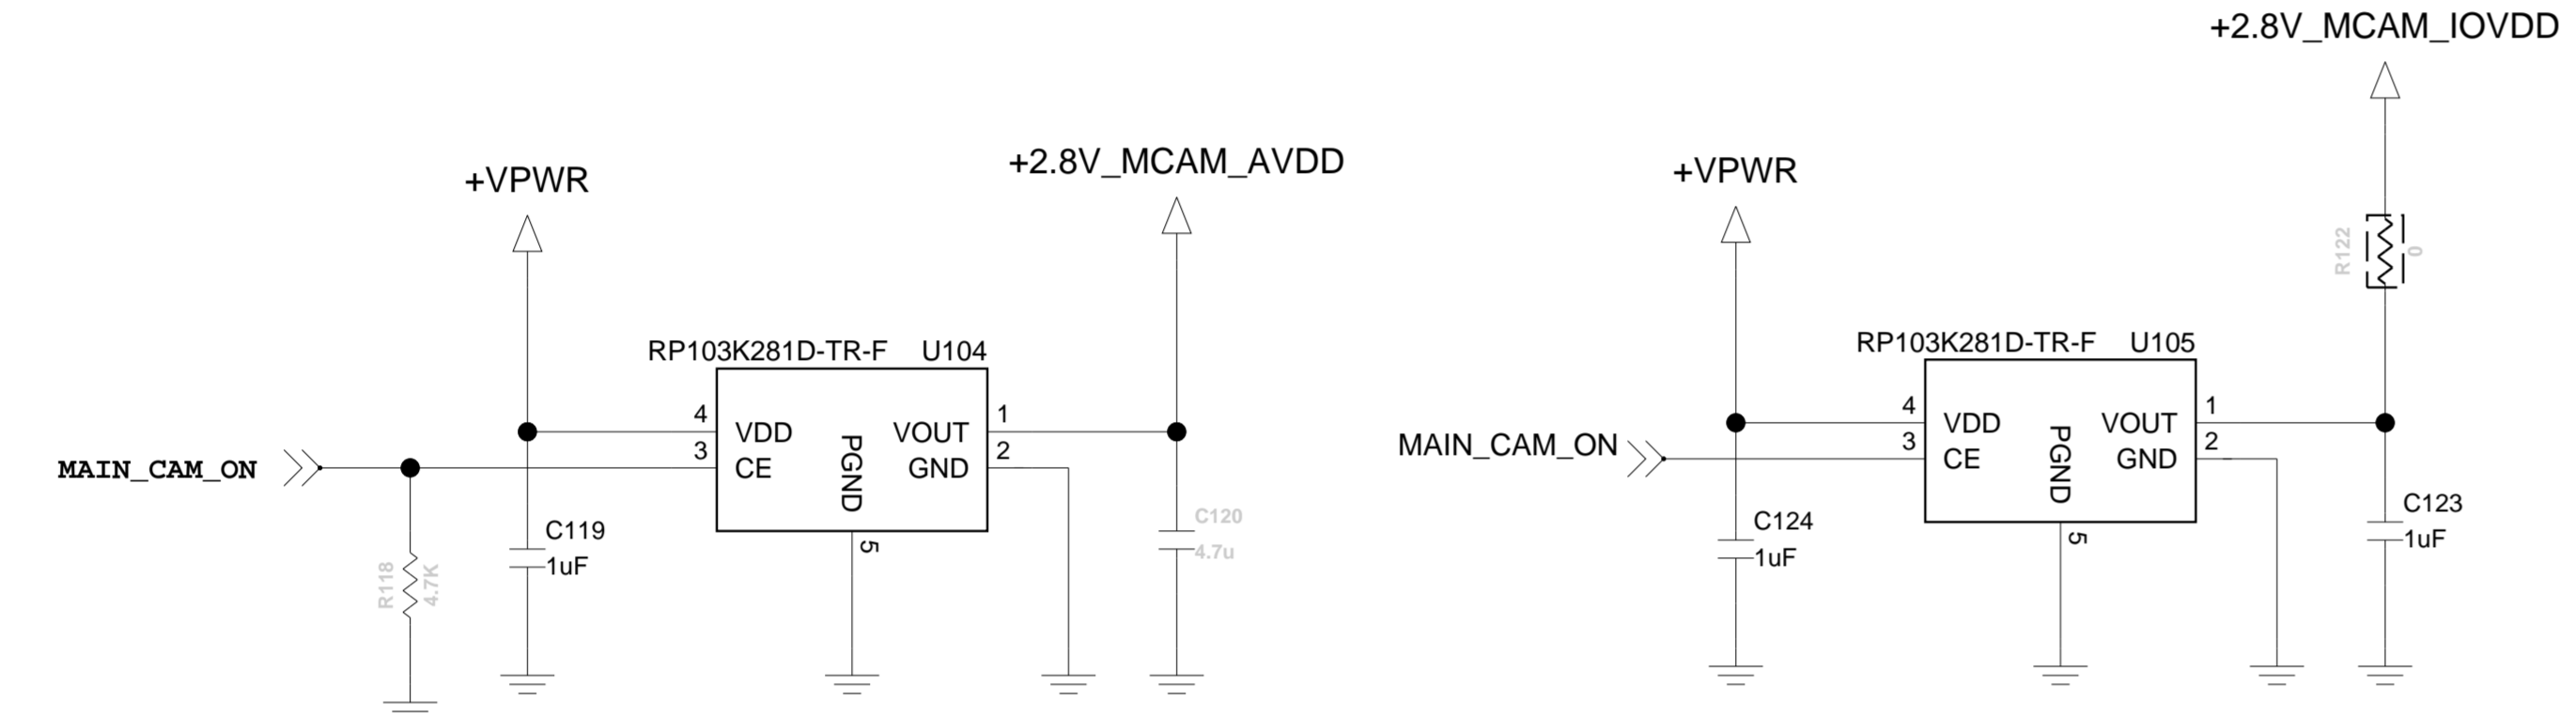 +2.8V_MCAM_IOVDD
+2.8V_MCAM_AVDD
+VPWR
+VPWR
R122
0
RP103K281D-TR-F U104
4
VDD
VOUT
1
3
CE
GND
2
PGND
5
MAIN_CAM_ON
C119
1uF
C120
4.7u
R118
4.7K
RP103K281D-TR-F U105
4
VDD
VOUT
1
3
CE
GND
2
PGND
5
MAIN_CAM_ON
C124
1uF
C123
1uF